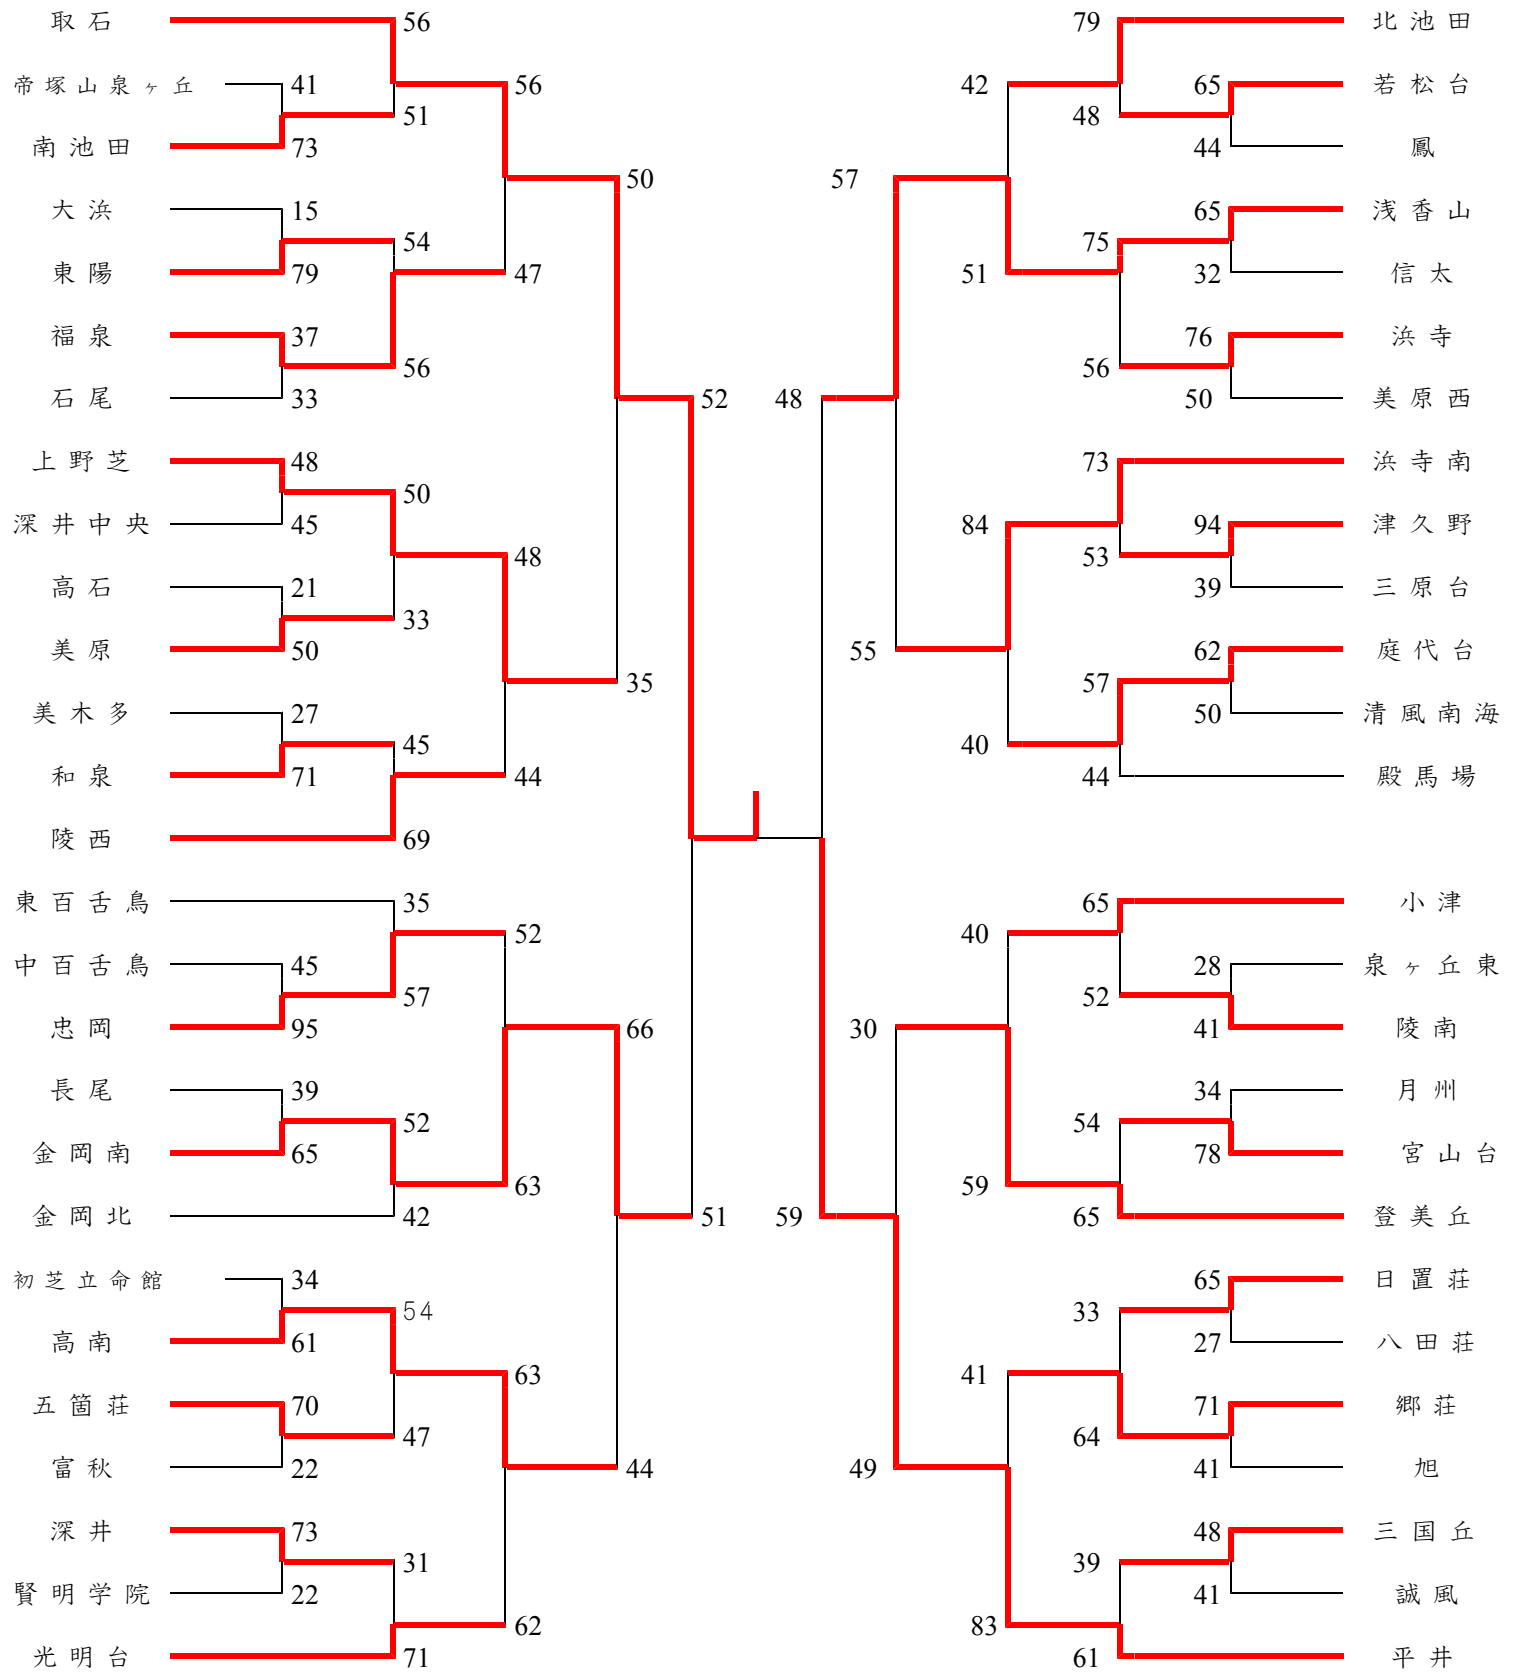 取石 56 79 北池田
帝塚山泉ヶ丘 41 56 42 65 若松台
51 48
南池田 73 44 鳳
50 57
大浜 15 65 浅香山
54 75
東陽 79 47 51 32 信太
福泉 37 76 浜寺
56 56
石尾 33 52 48 50 美原西
上野芝 48 73 浜寺南
50
深井中央 45 84 94 津久野
48 53
高石 21 39 三原台
33
美原 50 55 62 庭代台
35 57
美木多 27 50 清風南海
45 40
和泉 71 44 44 殿馬場
陵西 69
東百舌鳥 35 65 小津
52 40
中百舌鳥 45 28 泉ヶ丘東
57 52
忠岡 95 66 30 41 陵南
長尾 39 34 月州
52 54
金岡南 65 78 宮山台
63 59
金岡北 42 51 59 65 登美丘
初芝立命館 34 65 日置荘
54 33
高南 61 27 八田荘
63 41
五箇荘 70 71 郷荘
47 64
富秋 22 44 49 41 旭
深井 73 48 三国丘
31 39
賢明学院 22 41 誠風
62 83
光明台 71 61 平井